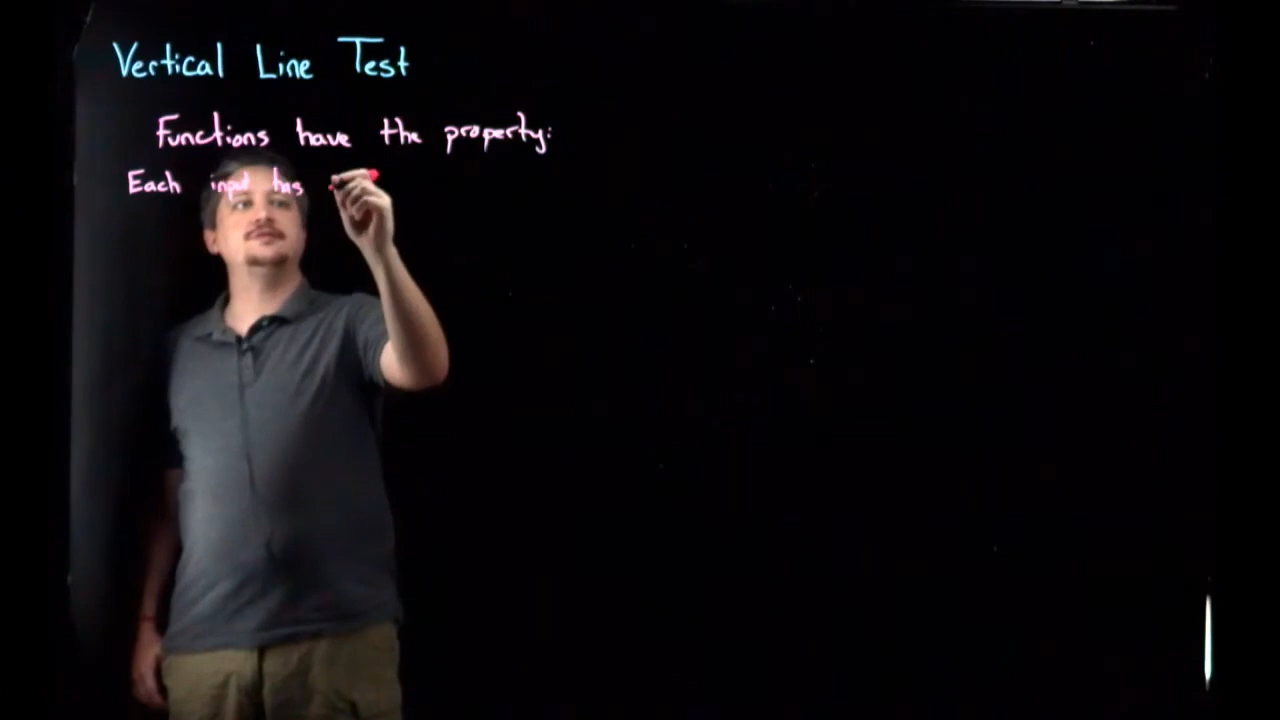 Vertical Line Test
Functions have the property:
Each input has